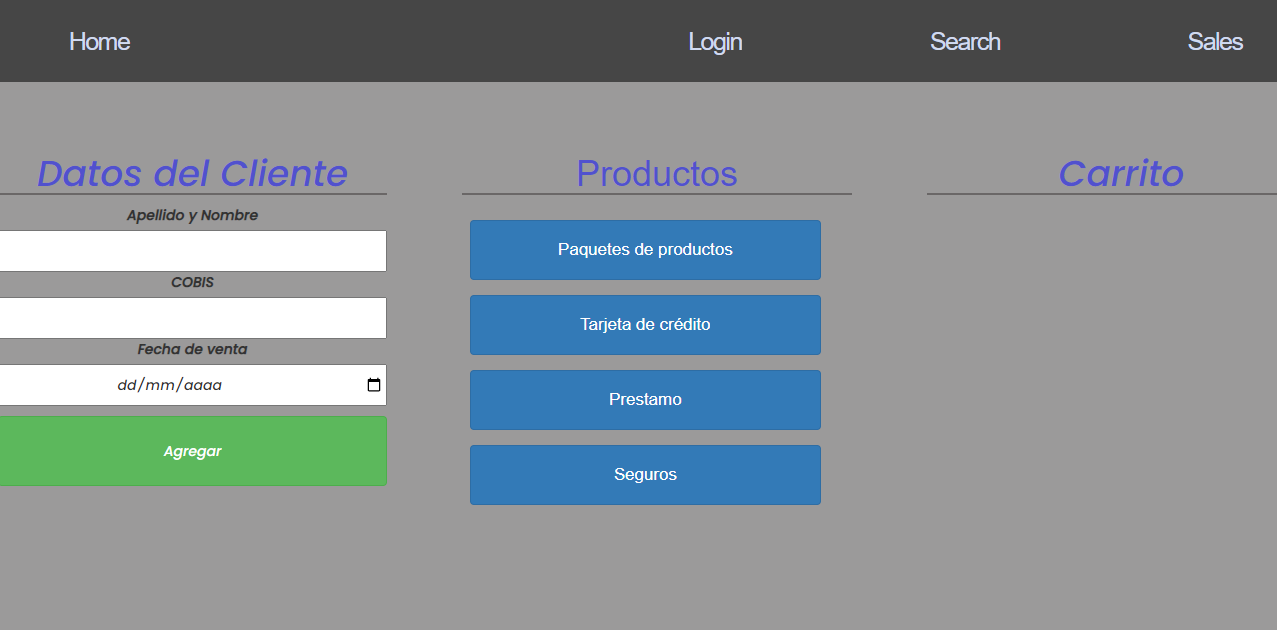 Home
Login
Search
Sales
Datos del Cliente
Apellido y Nombre
COBIS
Fecha de venta
dd/mm/aaaa
Agregar
Productos
Paquetes de productos
Tarjeta de crédito
Prestamo
Seguros
Carrito